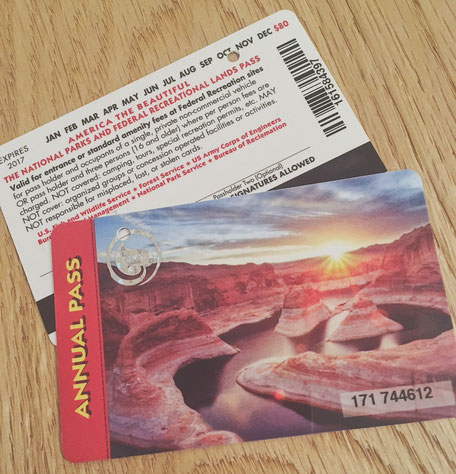 EXPIRES
2017
JAN FEB MAR APR MAY JUN JUL AUG SEP OCT NOV DEC $80
AMERICA THE BEAUTIFUL
THE NATIONAL PARKS AND FEDERAL RECREATIONAL LANDS PASS
Valid for entrance or standard amenity fees at Federal Recreation sites
for pass holder and occupants of a single, private non-commercial vehicle
OR pass holder and three persons (16 and older) where per person fees are
charged. NOT covered: camping, tours, special recreation permits, etc. MAY
NOT cover: organized groups or concession operated facilities or activities.
NOT responsible for misplaced, lost, or stolen cards.
U.S. Fish and Wildlife Service • Forest Service • US Army Corps of Engineers
Management • National Park Service • Bureau of Reclamation
Passholder Two (Optional)
SIGNATURES ALLOWED
161584397
ANNUAL PASS
171 744612